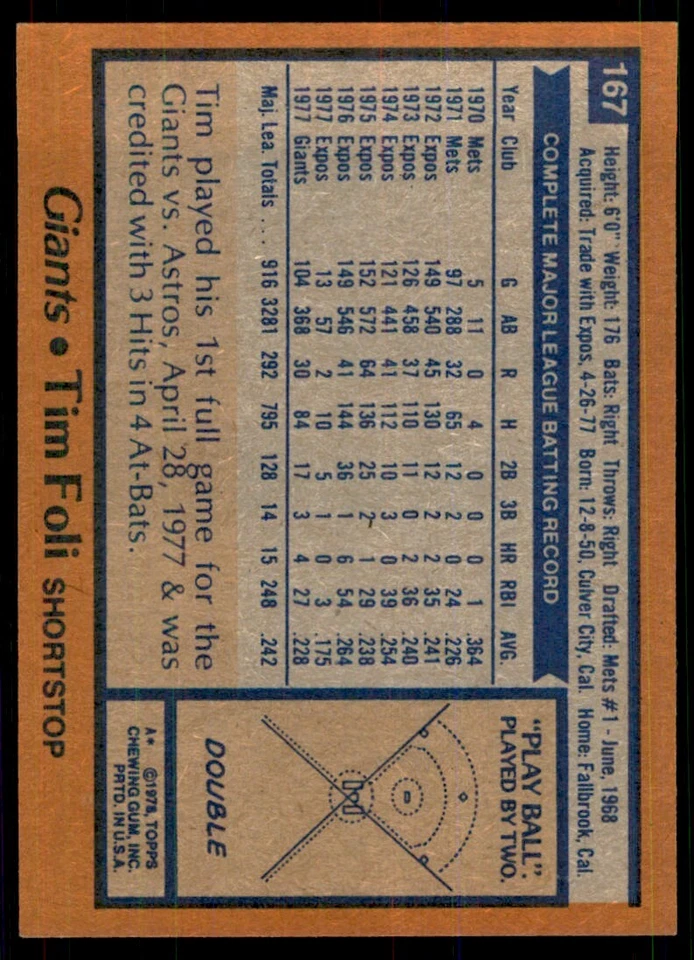 167
Height: 6'0" Weight: 176 Bats: Right Throws: Right Drafted: Mets #1 - June, 1968
Acquired: Trade with Expos, 4-26-77 Born: 12-8-50, Culver City, Cal. Home: Fallbrook, Cal.
COMPLETE MAJOR LEAGUE BATTING RECORD
Year Club G AB R H 2B 3B HR RBI AVG.
1970 Mets 5 11 0 4 0 0 0 1 .364
1971 Mets 97 288 32 65 12 2 0 24 .226
1972 Expos 149 540 45 130 12 2 2 35 .241
1973 Expos 126 458 37 110 11 0 2 36 .240
1974 Expos 121 441 41 112 10 3 0 39 .254
1975 Expos 152 572 64 136 25 2 1 29 .238
1976 Expos 149 546 41 144 36 1 6 54 .264
1977 Expos 13 57 2 10 5 1 0 3 .175
1977 Giants 104 368 30 84 17 3 4 27 .228
Maj. Lea. Totals . . . 916 3281 292 795 128 14 15 248 .242
Tim played his 1st full game for the
Giants vs. Astros, April 28, 1977 & was
credited with 3 Hits in 4 At-Bats.
"PLAY BALL".
PLAYED BY TWO.
DOUBLE
A* ©1978, TOPPS
CHEWING GUM, INC.
PRTD. IN U.S.A.
Giants • Tim Foli SHORTSTOP